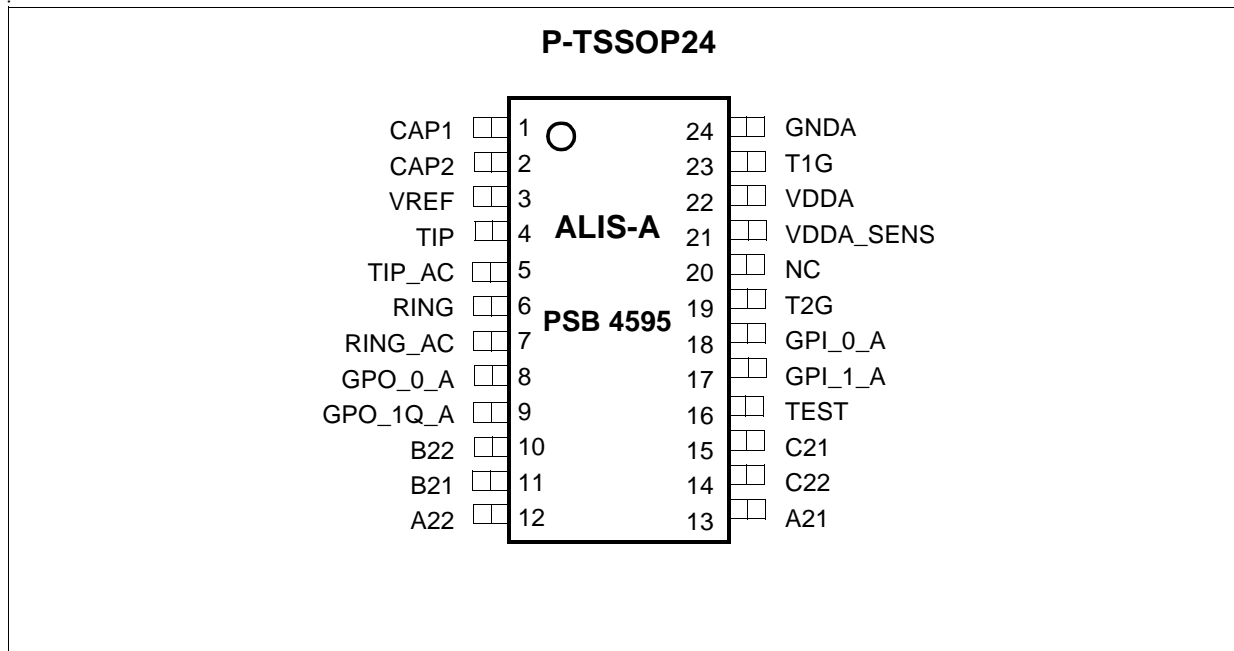 P-TSSOP24
CAP1 1 24 GNDA
CAP2 2 23 T1G
VREF 3 22 VDDA
TIP 4 ALIS-A 21 VDDA_SENS
TIP_AC 5 20 NC
RING 6 PSB 4595 19 T2G
RING_AC 7 18 GPI_0_A
GPO_0_A 8 17 GPI_1_A
GPO_1Q_A 9 16 TEST
B22 10 15 C21
B21 11 14 C22
A22 12 13 A21